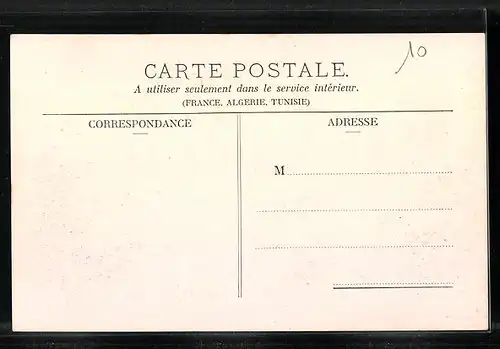 10
CARTE POSTALE.
A utiliser seulement dans le service intérieur.
(FRANCE, ALGERIE, TUNISIE)
CORRESPONDANCE
ADRESSE
M